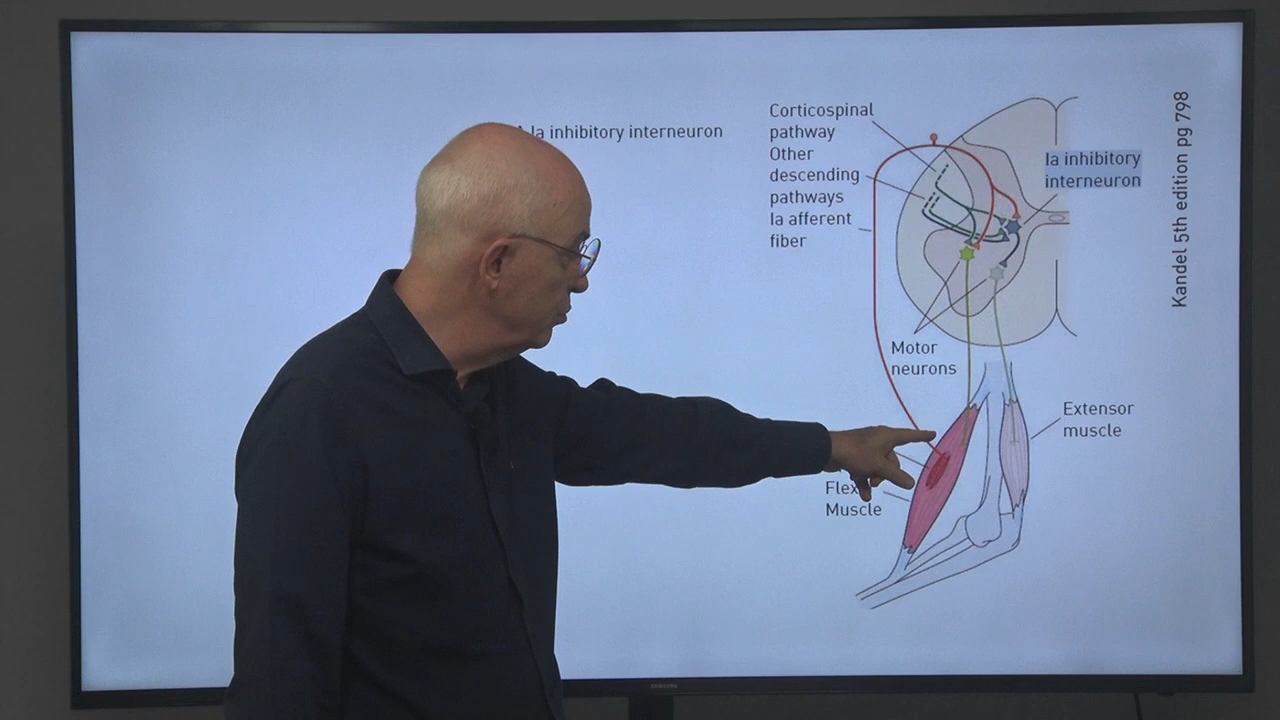 Ia inhibitory interneuron
Corticospinal
pathway
Other
descending
pathways
Ia afferent
fiber
Ia inhibitory
interneuron
Kandel 5th edition pg 798
Motor
neurons
Extensor
muscle
Muscle
SAMSUNG